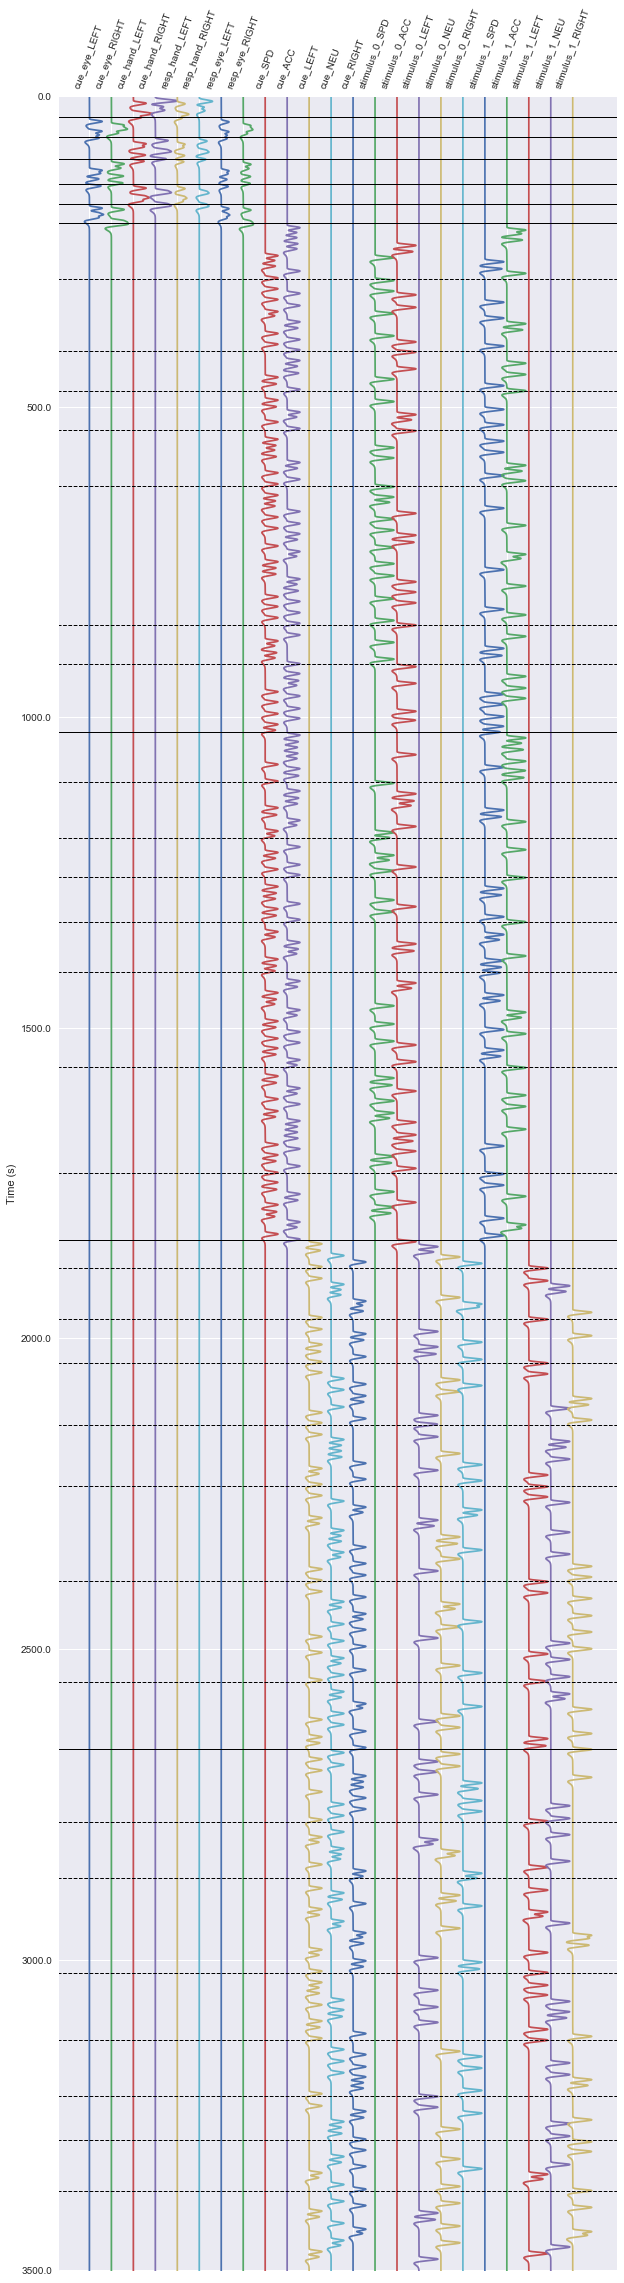 cue_eye_LEFT
cue_eye_RIGHT
cue_hand_LEFT
cue_hand_RIGHT
resp_hand_LEFT
resp_hand_RIGHT
resp_eye_LEFT
resp_eye_RIGHT
cue_SPD
cue_ACC
cue_LEFT
cue_NEU
cue_RIGHT
stimulus_0_SPD
stimulus_0_ACC
stimulus_0_LEFT
stimulus_0_NEU
stimulus_0_RIGHT
stimulus_1_SPD
stimulus_1_ACC
stimulus_1_LEFT
stimulus_1_NEU
stimulus_1_RIGHT
0.0
500.0
1000.0
1500.0
Time (s)
2000.0
2500.0
3000.0
3500.0